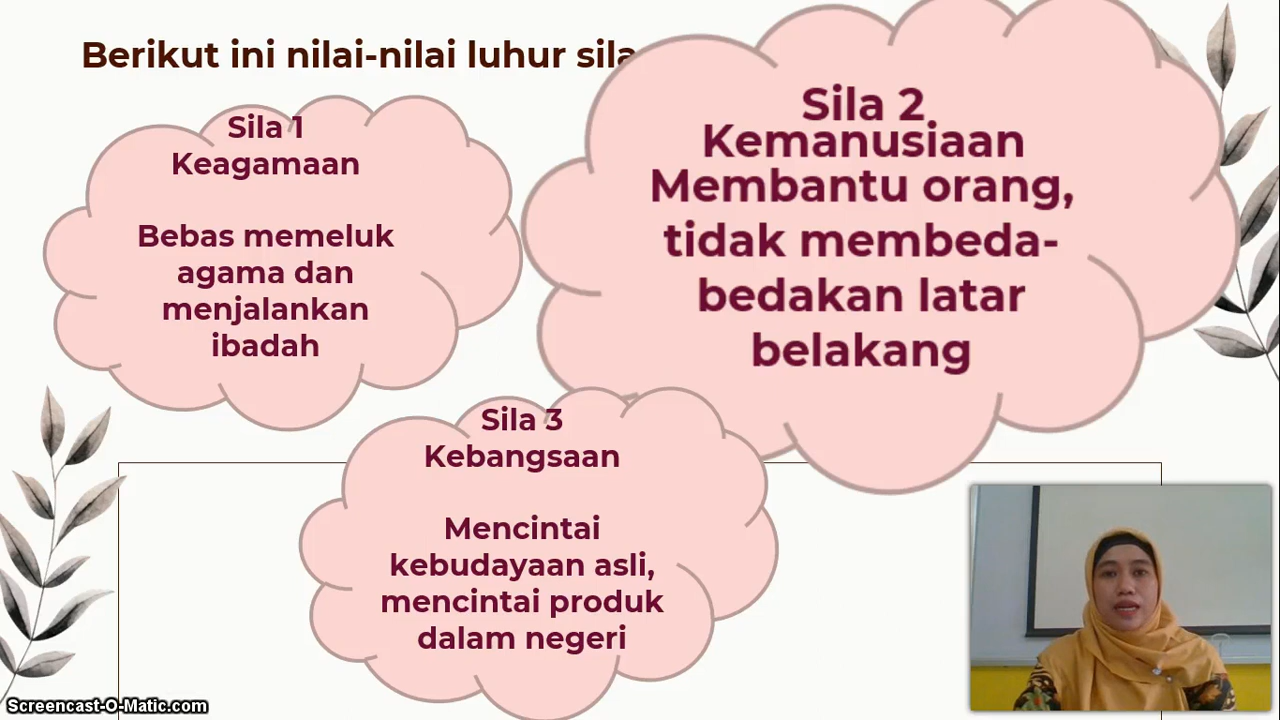 Berikut ini nilai-nilai luhur sila
Sila 1
Keagamaan
Bebas memeluk
agama dan
menjalankan
ibadah
Sila 2
Kemanusiaan
Membantu orang,
tidak membeda-
bedakan latar
belakang
Sila 3
Kebangsaan
Mencintai
kebudayaan asli,
mencintai produk
dalam negeri
Screencast-O-Matic.com